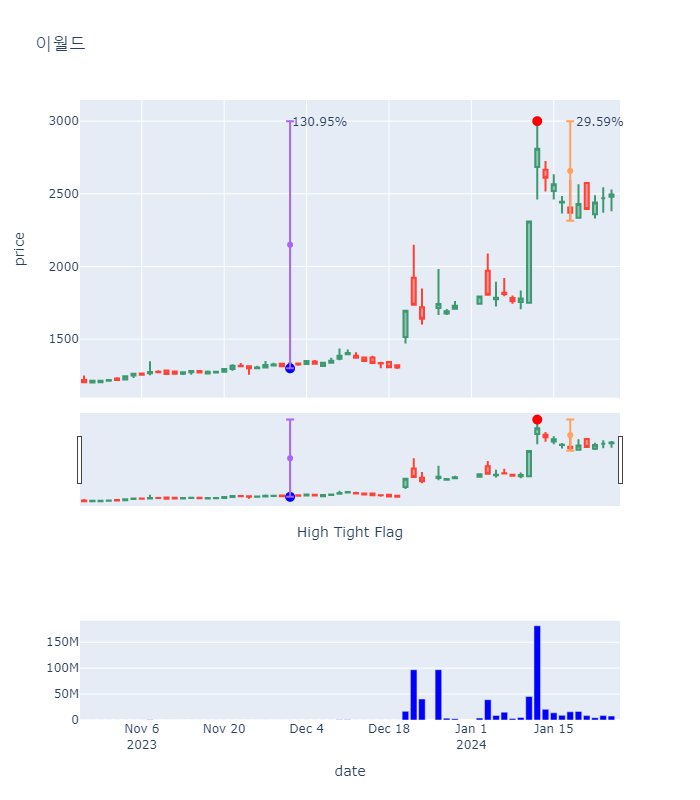 이월드
130.95%
29.59%
3000
2500
2000
1500
price
High Tight Flag
150M
100M
50M
0
Nov 6
2023
Nov 20
Dec 4
Dec 18
Jan 1
2024
Jan 15
date